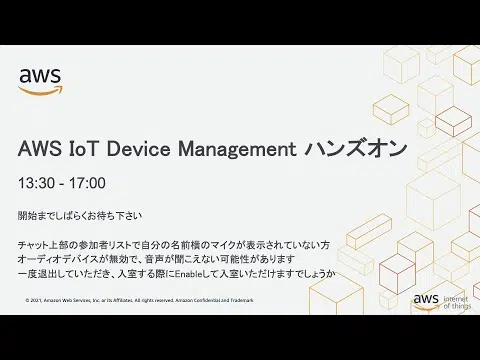 aws
AWS IoT Device Management ハンズオン
13:30 - 17:00
開始までしばらくお待ち下さい
チャット上部の参加者リストで自分の名前横のマイクが表示されていない方
オーディオデバイスが無効で、音声が聞こえない可能性があります
一度退出していただき、入室する際にEnableして入室いただけますでしょうか
© 2021, Amazon Web Services, Inc. or its Affiliates. All rights reserved. Amazon Confidential and Trademark
aws internet of things